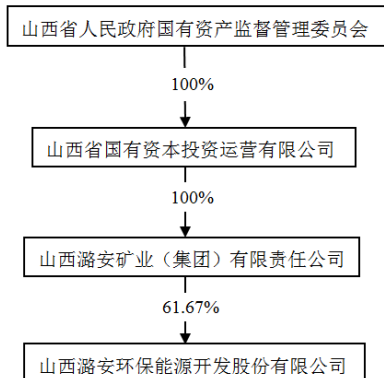 山西省人民政府国有资产监督管理委员会
100%
山西省国有资本投资运营有限公司
100%
山西潞安矿业（集团）有限责任公司
61.67%
山西潞安环保能源开发股份有限公司